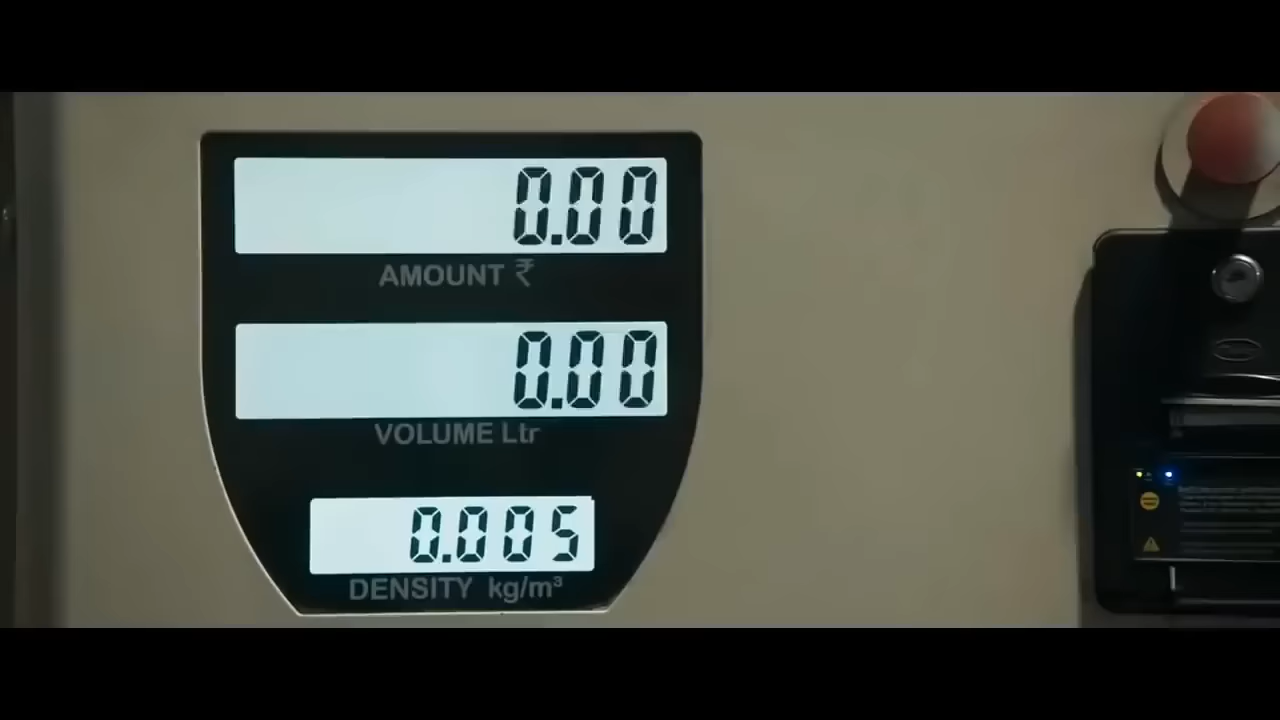 0.00
AMOUNT ₹
0.00
VOLUME Ltr
0.005
DENSITY kg/m³